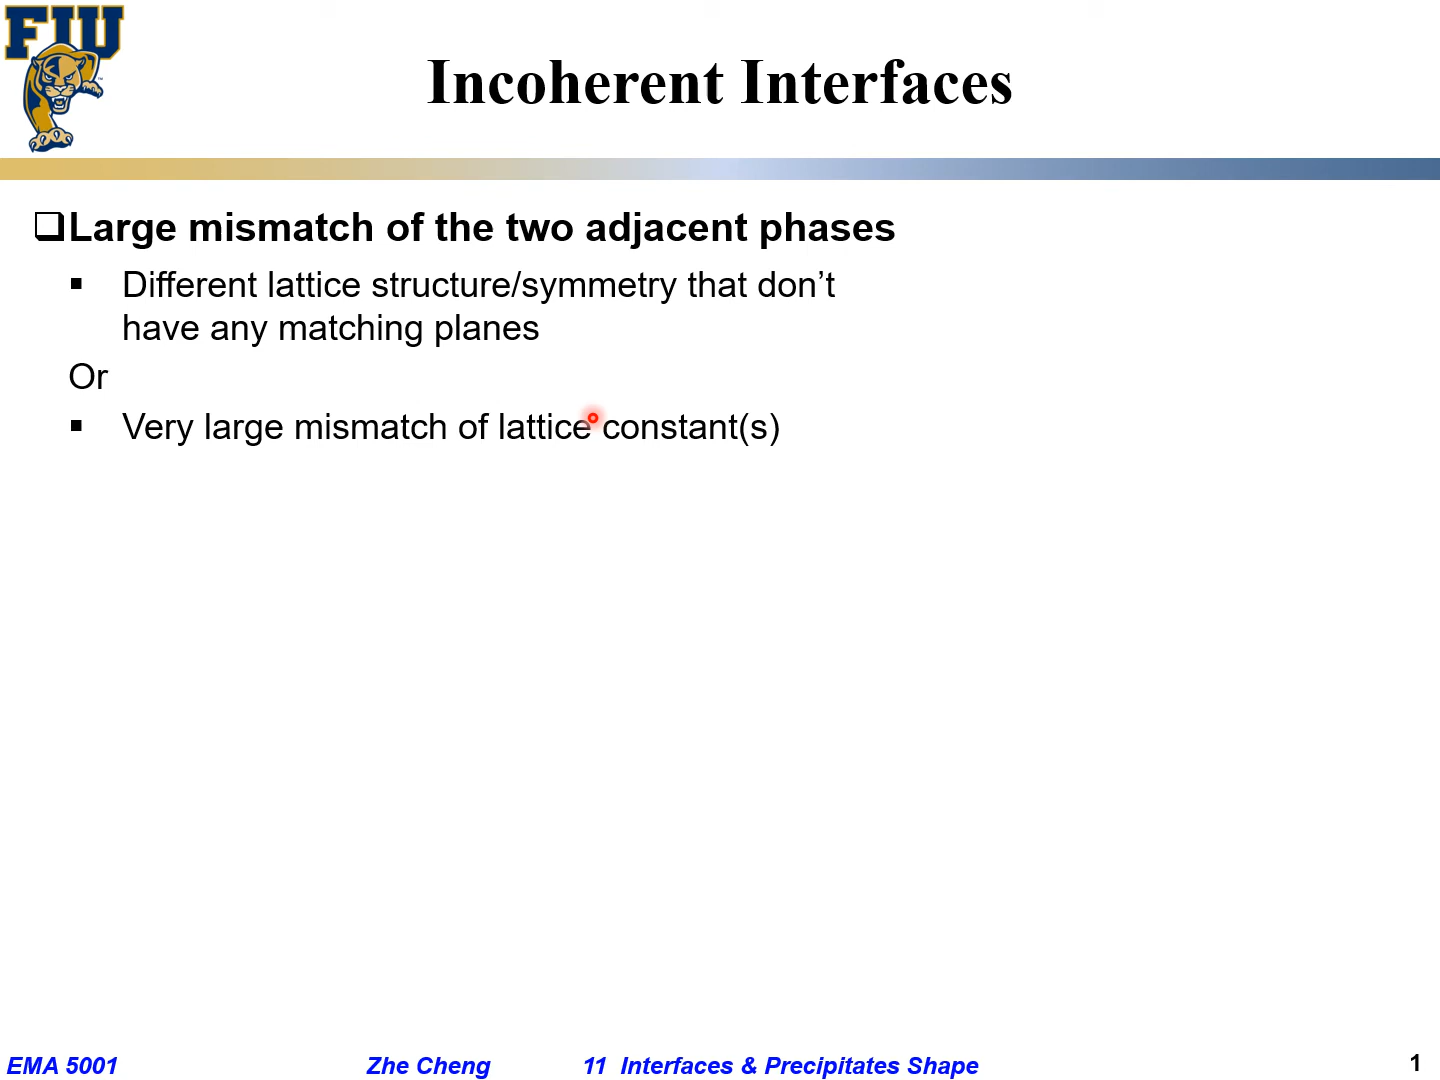 FIU
Incoherent Interfaces
Large mismatch of the two adjacent phases
Different lattice structure/symmetry that don’t
have any matching planes
Or
Very large mismatch of lattice constant(s)
EMA 5001 Zhe Cheng 11 Interfaces & Precipitates Shape 1